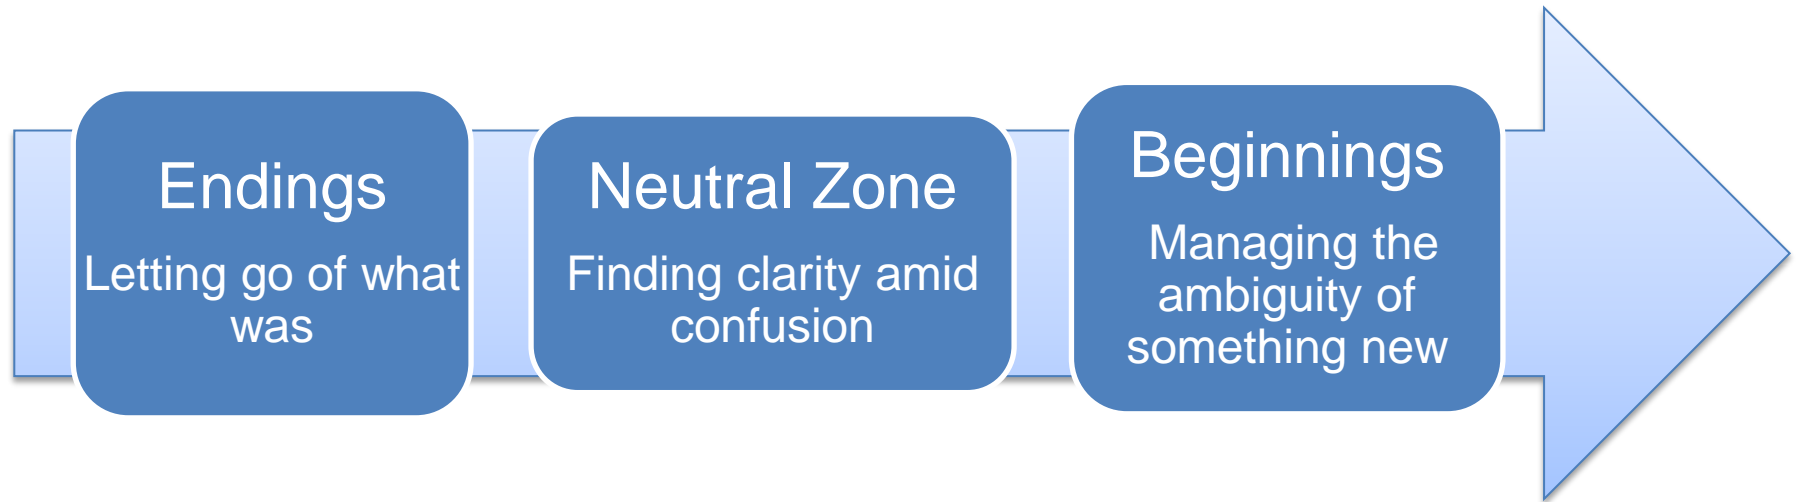 Endings
Letting go of what
was
Neutral Zone
Finding clarity amid
confusion
Beginnings
Managing the
ambiguity of
something new